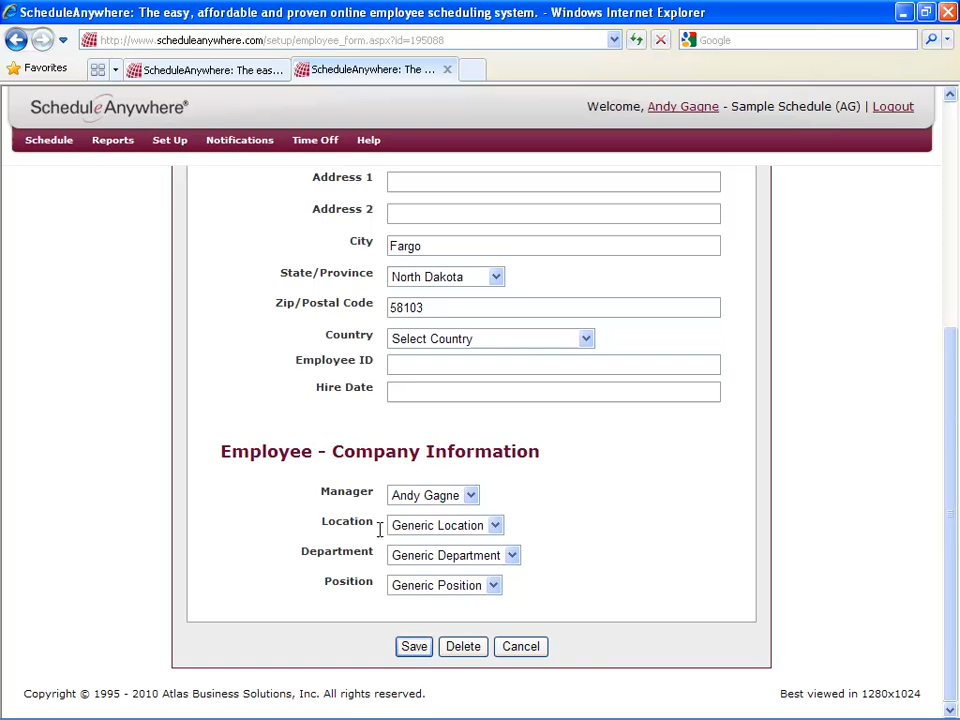 ScheduleAnywhere: The easy, affordable and proven online employee scheduling system. - Windows Internet Explorer
http://www.scheduleanywhere.com/setup/employee_form.aspx?id=195088
Google
Favorites
ScheduleAnywhere: The eas...
ScheduleAnywhere: The ...
ScheduleAnywhere®
Welcome, Andy Gagne - Sample Schedule (AG) | Logout
Schedule Reports Set Up Notifications Time Off Help
Address 1
Address 2
City Fargo
State/Province North Dakota
Zip/Postal Code 58103
Country Select Country
Employee ID
Hire Date
Employee - Company Information
Manager Andy Gagne
Location Generic Location
Department Generic Department
Position Generic Position
Save Delete Cancel
Copyright © 1995 - 2010 Atlas Business Solutions, Inc. All rights reserved. Best viewed in 1280x1024